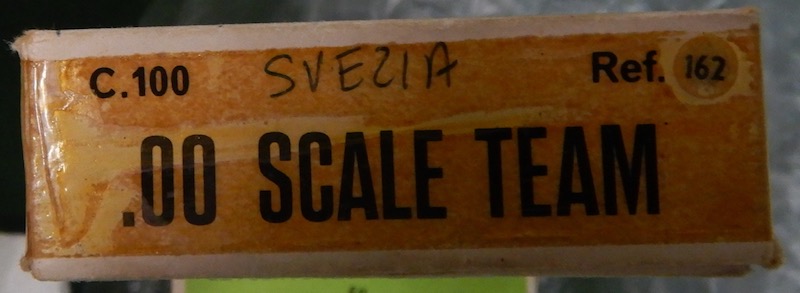 C.100 SVEZIA Ref. 162
.00 SCALE TEAM